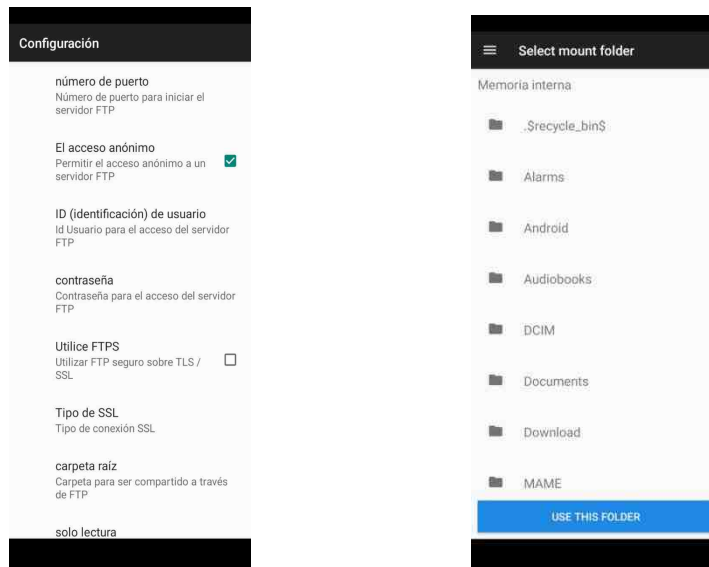 Configuración
número de puerto
Número de puerto para iniciar el
servidor FTP
El acceso anónimo
Permitir el acceso anónimo a un
servidor FTP
ID (identificación) de usuario
Id Usuario para el acceso del servidor
FTP
contraseña
Contraseña para el acceso del servidor
FTP
Utilice FTPS
Utilizar FTP seguro sobre TLS /
SSL
Tipo de SSL
Tipo de conexión SSL
carpeta raíz
Carpeta para ser compartido a través
de FTP
solo lectura
Select mount folder
Memoria interna
.$recycle_bin$
Alarms
Android
Audiobooks
DCIM
Documents
Download
MAME
USE THIS FOLDER